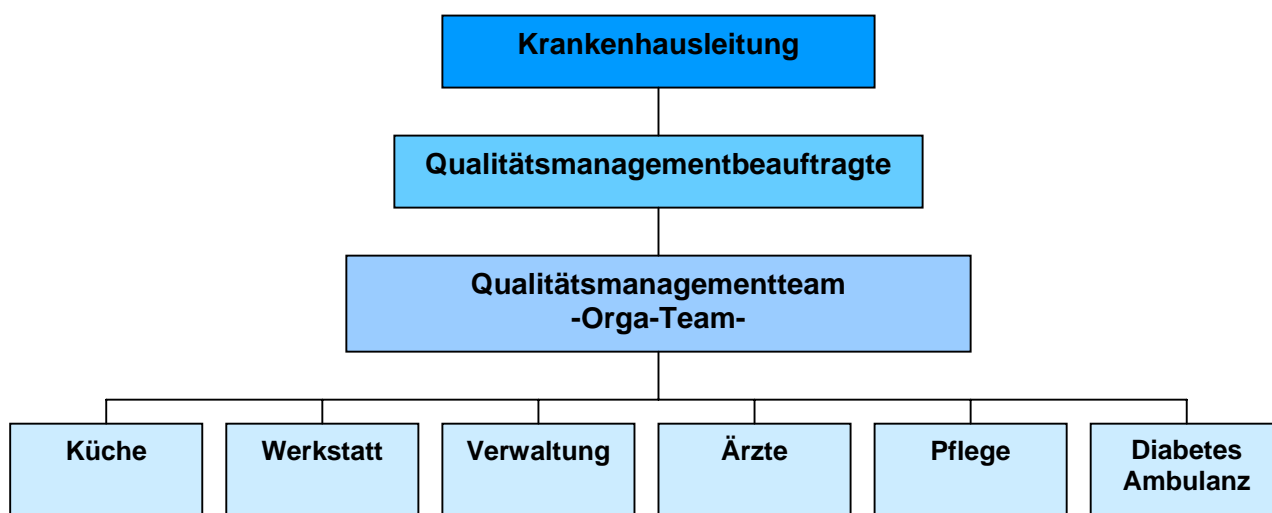 Krankenhausleitung
Qualitätsmanagementbeauftragte
Qualitätsmanagementteam
-Orga-Team-
Küche
Werkstatt
Verwaltung
Ärzte
Pflege
Diabetes
Ambulanz